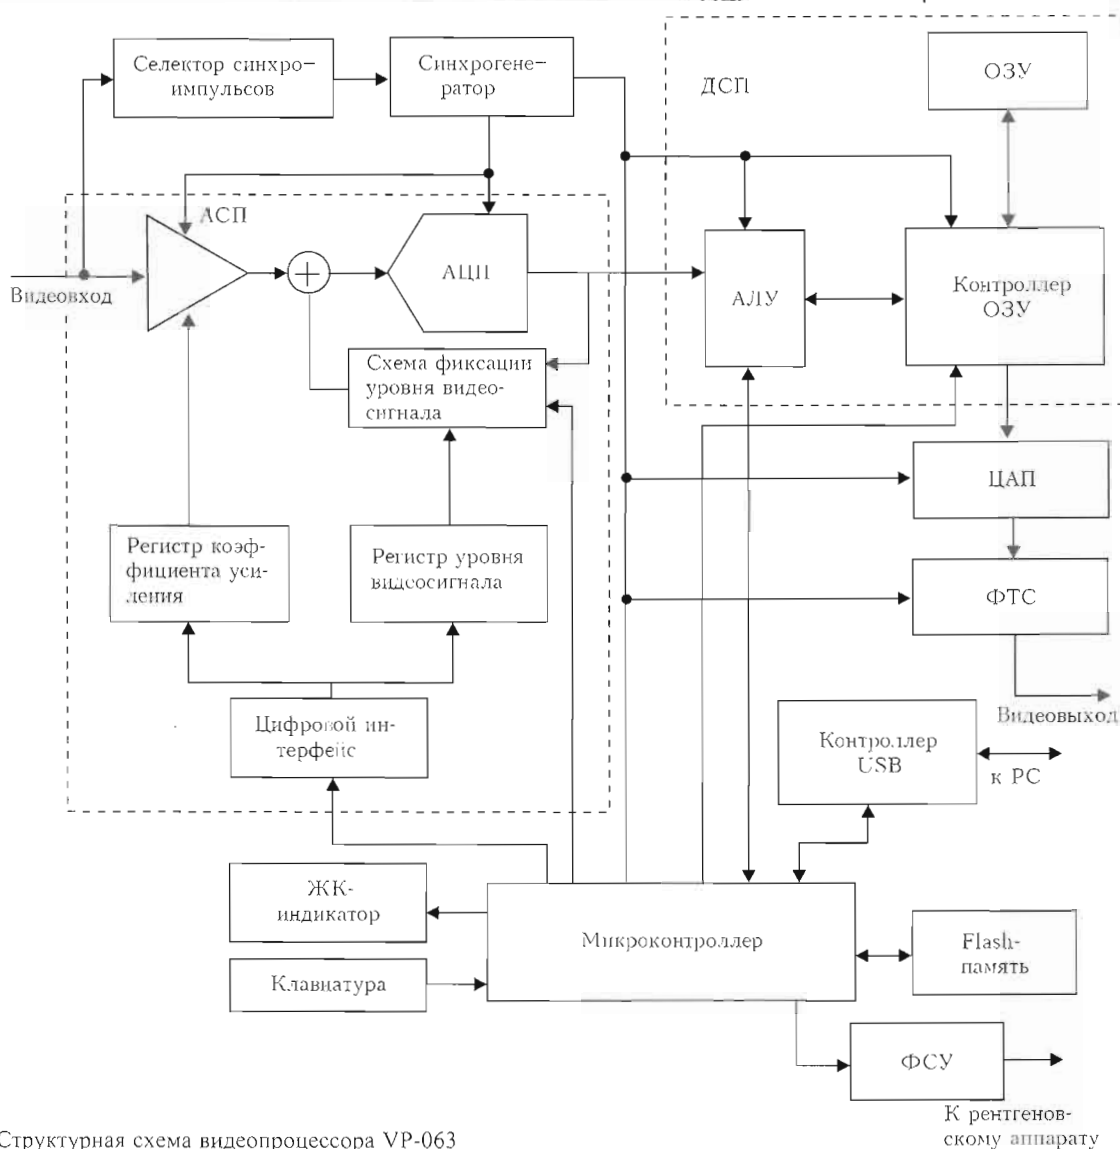 Селектор синхро-
импульсов
Синхрогене-
ратор
ДСП
ОЗУ
АСП
Видеовход
АЦП
АЛУ
Контроллер
ОЗУ
Схема фиксации
уровня видео-
сигнала
ЦАП
Регистр коэф-
фициента уси-
ления
Регистр уровня
видеосигнала
ФТС
Видеовыход
Цифровой ин-
терфейс
Контроллер
USB
к PC
ЖК-
индикатор
Микроконтроллер
Flash-
память
Клавиатура
ФСУ
К рентгенов-
скому аппарату
Структурная схема видеопроцессора VP-063